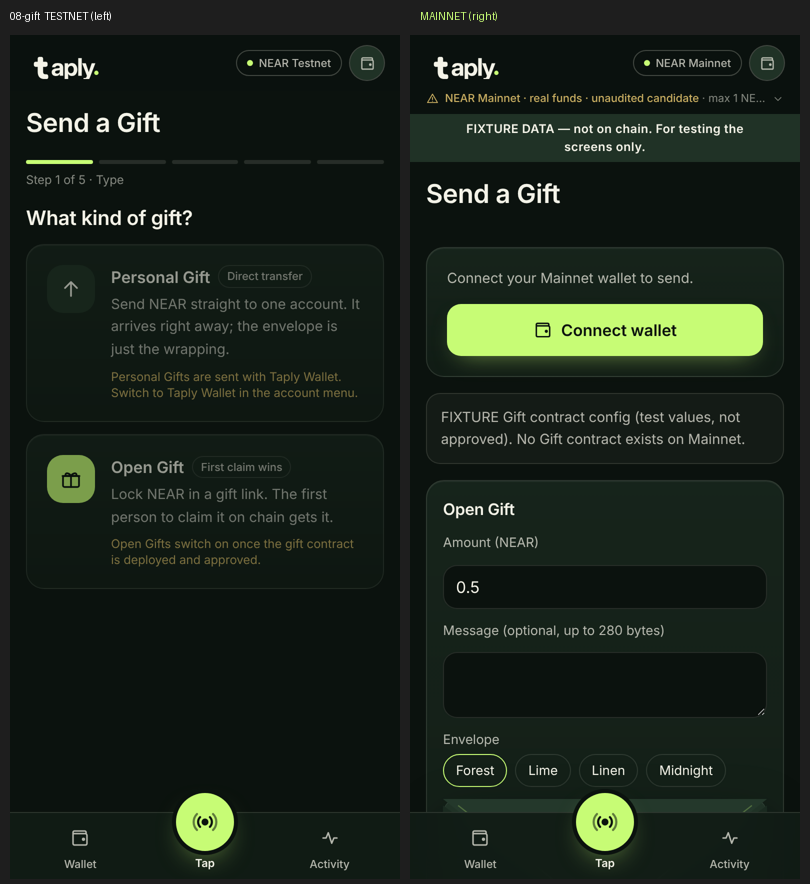 08-gift TESTNET (left)
taply.
NEAR Testnet
Send a Gift
Step 1 of 5 · Type
What kind of gift?
Personal Gift
Direct transfer
Send NEAR straight to one account. It
arrives right away; the envelope is
just the wrapping.
Personal Gifts are sent with Taply Wallet.
Switch to Taply Wallet in the account menu.
Open Gift
First claim wins
Lock NEAR in a gift link. The first
person to claim it on chain gets it.
Open Gifts switch on once the gift contract
is deployed and approved.
Wallet
Tap
Activity
MAINNET (right)
taply.
NEAR Mainnet
NEAR Mainnet · real funds · unaudited candidate · max 1 NE...
FIXTURE DATA — not on chain. For testing the
screens only.
Send a Gift
Connect your Mainnet wallet to send.
Connect wallet
FIXTURE Gift contract config (test values, not
approved). No Gift contract exists on Mainnet.
Open Gift
Amount (NEAR)
0.5
Message (optional, up to 280 bytes)
Envelope
Forest
Lime
Linen
Midnight
Wallet
Tap
Activity